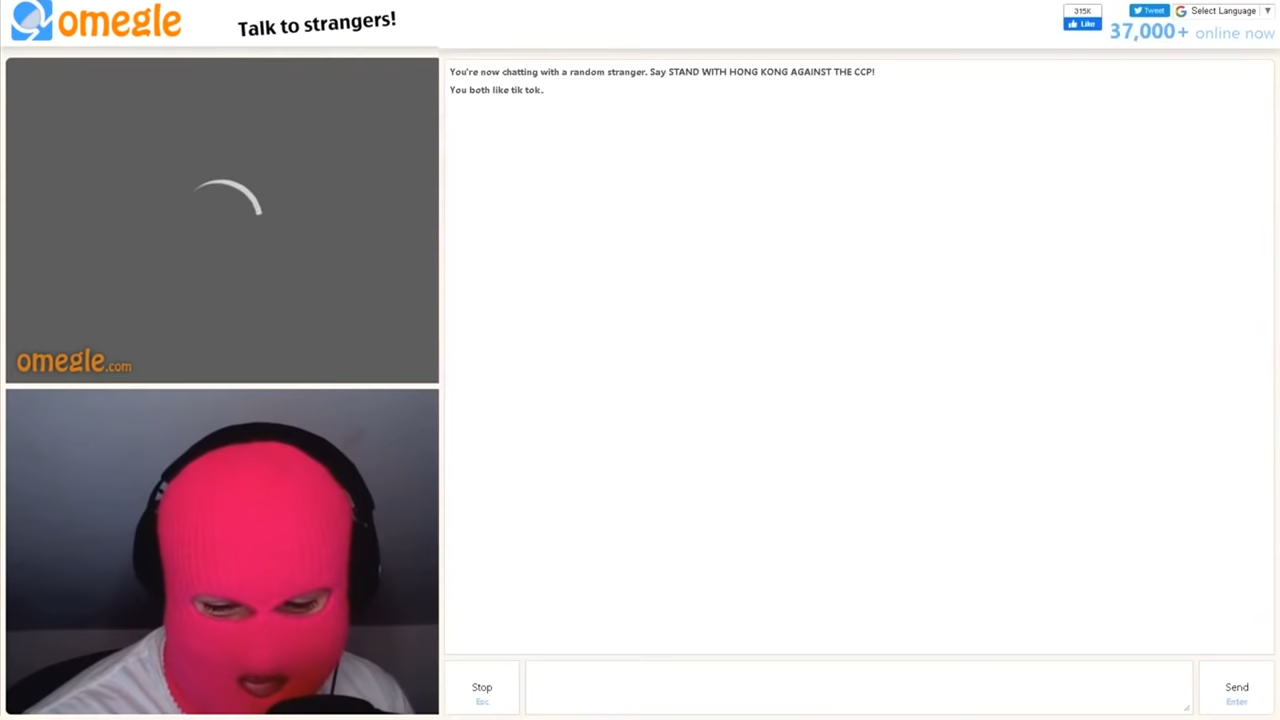 omegle
Talk to strangers!
315K
Like
Tweet
Select Language
37,000+ online now
You're now chatting with a random stranger. Say STAND WITH HONG KONG AGAINST THE CCP!
You both like tik tok.
omegle.com
Stop
Esc
Send
Enter